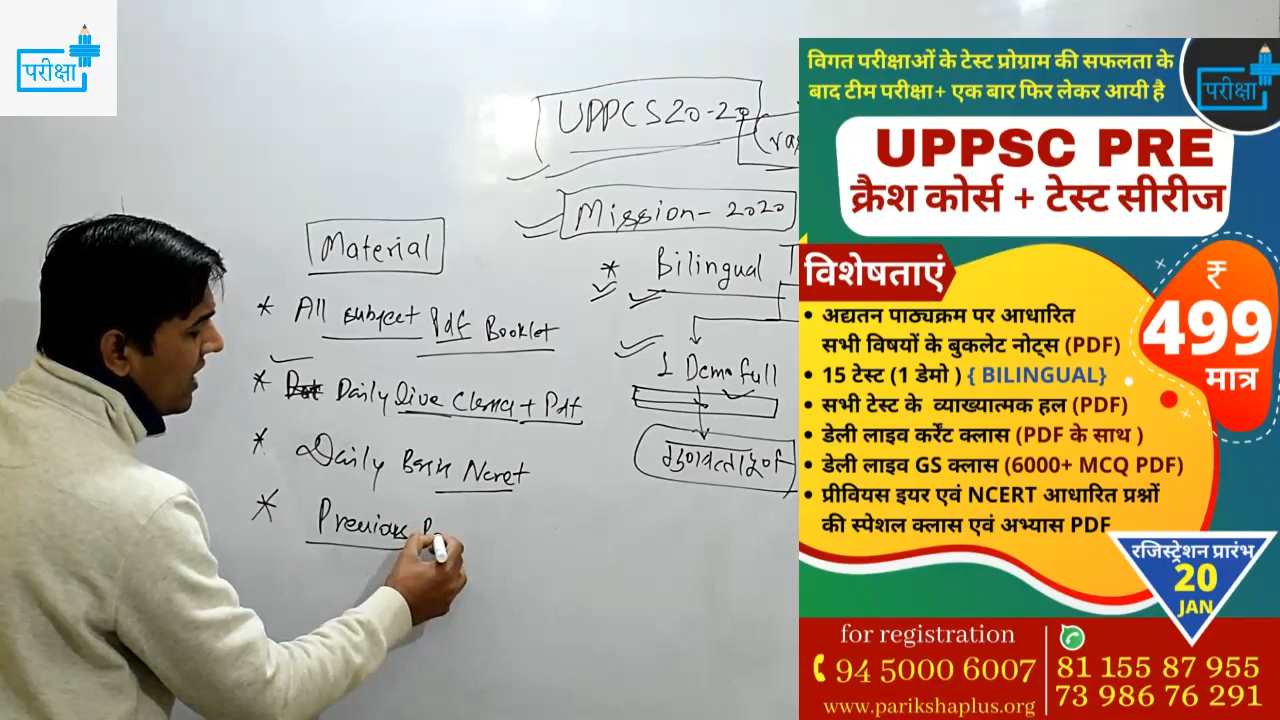 परीक्षा
UPPCS 20-20
Mission - 2020
Material
* Bilingual
* All subject Pdf Booklet
1 Demo full
* Daily live Class + Pdf
* Daily Basis Ncret
गुणवत्तापूर्ण
* Previous
विगत परीक्षाओं के टेस्ट प्रोग्राम की सफलता के
बाद टीम परीक्षा+ एक बार फिर लेकर आयी है
परीक्षा
UPPSC PRE
क्रैश कोर्स + टेस्ट सीरीज
विशेषताएं
₹
499
मात्र
• अद्यतन पाठ्यक्रम पर आधारित
सभी विषयों के बुकलेट नोट्स (PDF)
• 15 टेस्ट (1 डेमो ) { BILINGUAL}
• सभी टेस्ट के व्याख्यात्मक हल (PDF)
• डेली लाइव करेंट क्लास (PDF के साथ )
• डेली लाइव GS क्लास (6000+ MCQ PDF)
• प्रीवियस इयर एवं NCERT आधारित प्रश्नों
की स्पेशल क्लास एवं अभ्यास PDF
रजिस्ट्रेशन प्रारंभ
20
JAN
for registration
94 5000 6007
www.parikshaplus.org
81 155 87 955
73 986 76 291